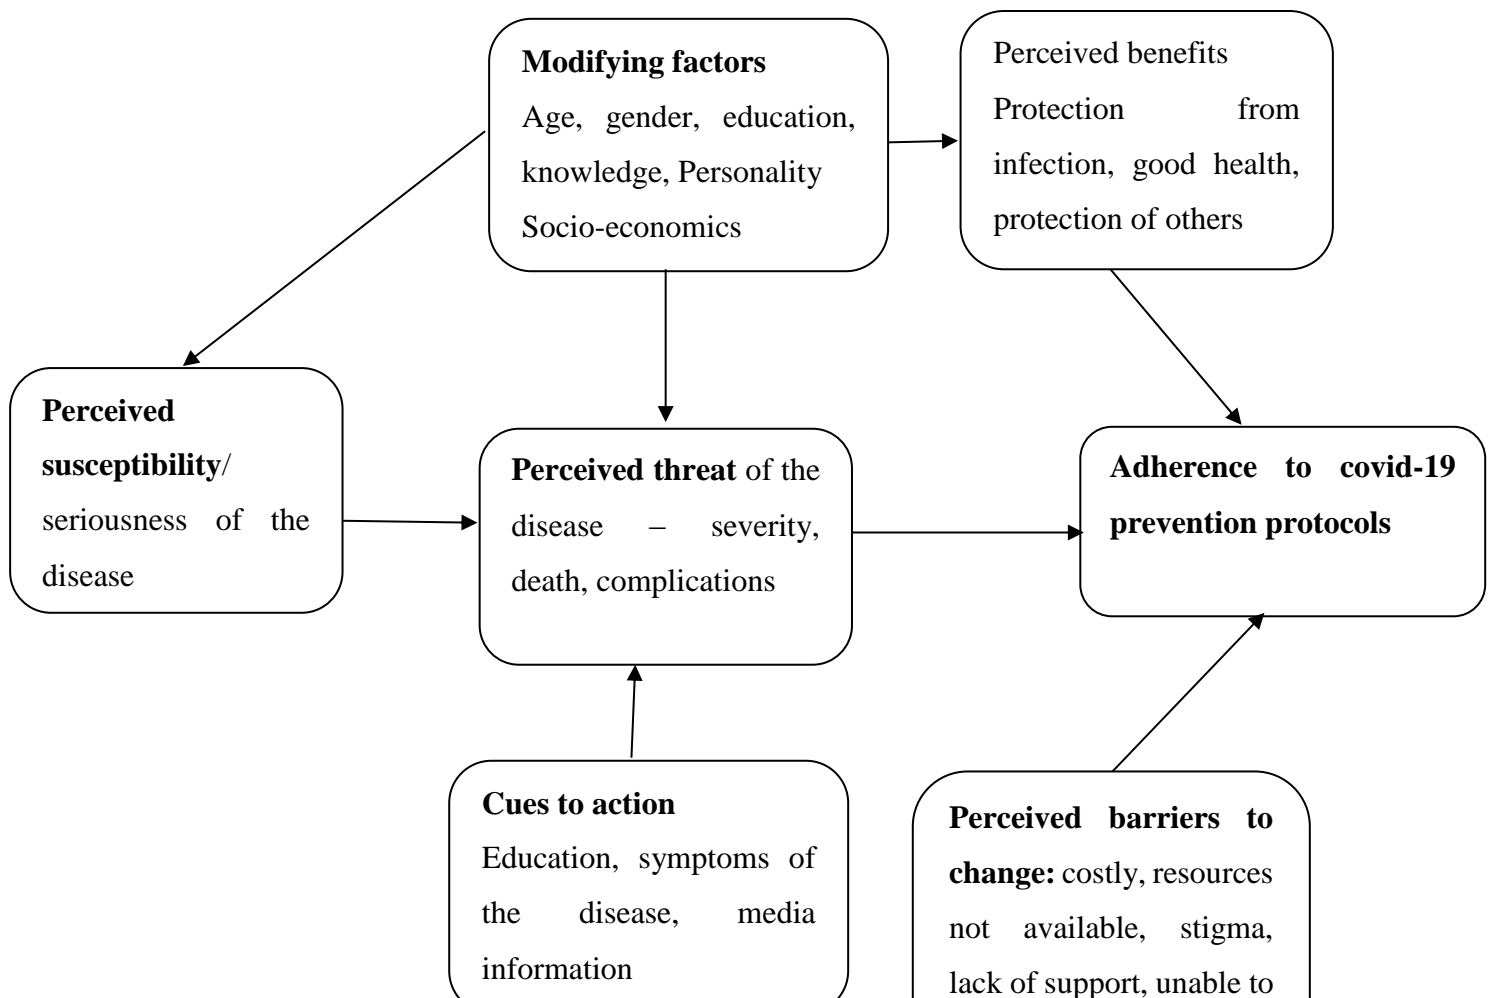 Modifying factors
Age, gender, education,
knowledge, Personality
Socio-economics
Perceived benefits
Protection from
infection, good health,
protection of others
Perceived
susceptibility/
seriousness of the
disease
Perceived threat of the
disease – severity,
death, complications
Adherence to covid-19
prevention protocols
Cues to action
Education, symptoms of
the disease, media
information
Perceived barriers to
change: costly, resources
not available, stigma,
lack of support, unable to